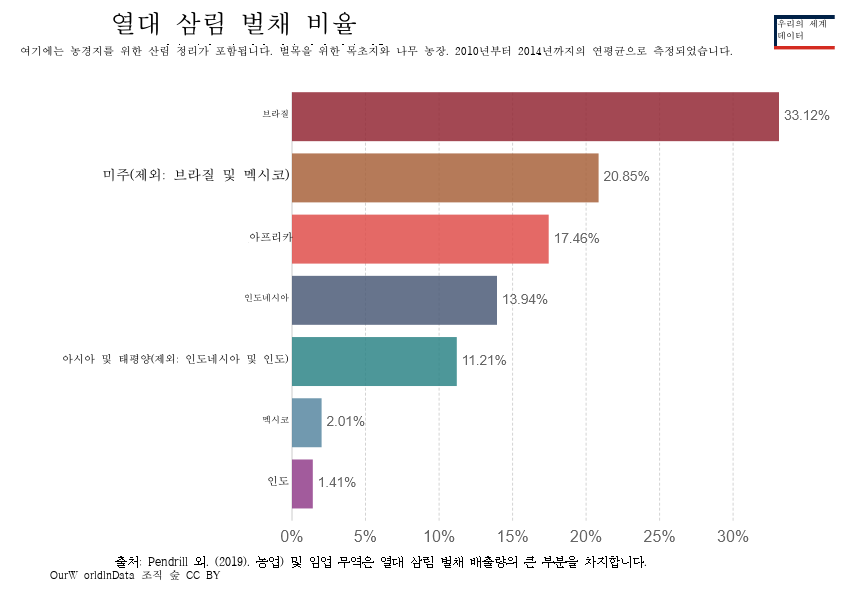 열대 삼림 벌채 비율
우리의 세계
데이터
여기에는 농경지를 위한 산림 정리가 포함됩니다. 벌목을 위한 목초지와 나무 농장. 2010년부터 2014년까지의 연평균으로 측정되었습니다.
브라질 33.12%
미주(제외: 브라질 및 멕시코) 20.85%
아프리카 17.46%
인도네시아 13.94%
아시아 및 태평양(제외: 인도네시아 및 인도) 11.21%
멕시코 2.01%
인도 1.41%
0% 5% 10% 15% 20% 25% 30%
출처: Pendrill 외, (2019). 농업) 및 임업 무역은 열대 삼림 벌채 배출량의 큰 부분을 차지합니다.
OurW orldInData 조직 숲 CC BY